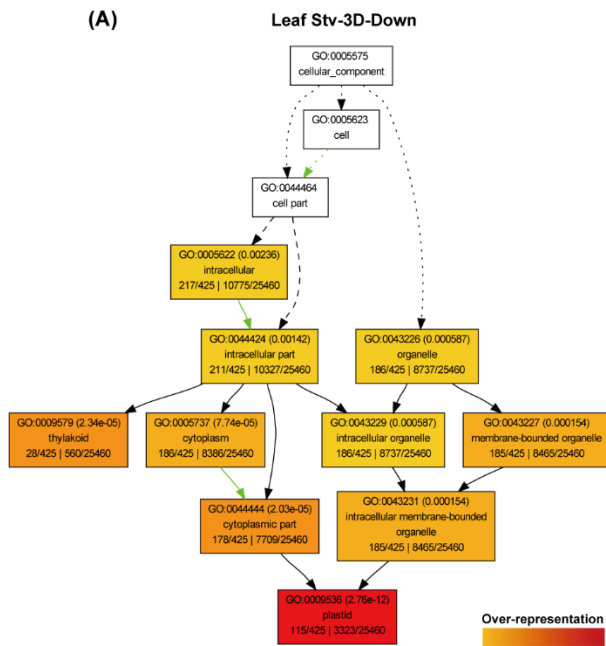 (A) Leaf Stv-3D-Down
GO:0005575
cellular_component
GO:0005623
cell
GO:0044464
cell part
GO:0005622 (0.00236)
intracellular
217/425 | 10775/25460
GO:0044424 (0.00142)
intracellular part
211/425 | 10327/25460
GO:0043226 (0.000587)
organelle
186/425 | 8737/25460
GO:0009579 (2.34e-05)
thylakoid
28/425 | 560/25460
GO:0005737 (7.74e-05)
cytoplasm
186/425 | 8386/25460
GO:0043229 (0.000587)
intracellular organelle
186/425 | 8737/25460
GO:0043227 (0.000154)
membrane-bounded organelle
185/425 | 8465/25460
GO:0044444 (2.03e-05)
cytoplasmic part
178/425 | 7709/25460
GO:0043231 (0.000154)
intracellular membrane-bounded
organelle
185/425 | 8465/25460
GO:0009536 (2.76e-12)
plastid
115/425 | 3323/25460
Over-representation